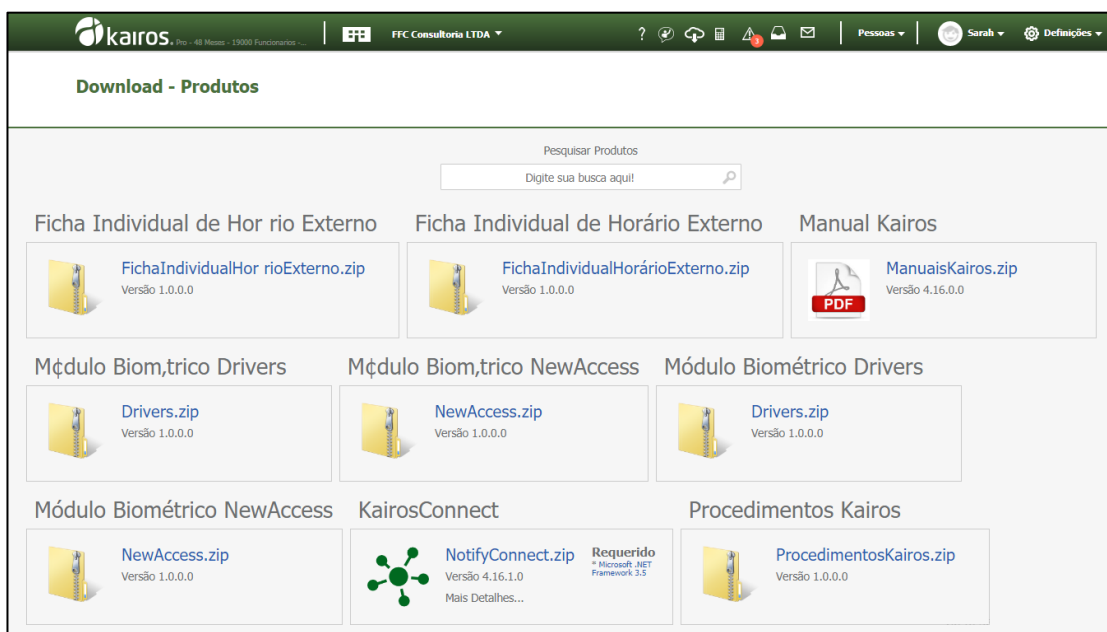 kairos. Pro - 48 Meses - 19000 Funcionarios -... FFC Consultoria LTDA ? 3 Pessoas Sarah Definições
Download - Produtos
Pesquisar Produtos
Digite sua busca aqui!
Ficha Individual de Hor rio Externo Ficha Individual de Horário Externo Manual Kairos
FichaIndividualHor rioExterno.zip FichaIndividualHorárioExterno.zip ManuaisKairos.zip
Versão 1.0.0.0 Versão 1.0.0.0 Versão 4.16.0.0
PDF
M¢dulo Biom‚trico Drivers M¢dulo Biom‚trico NewAccess Módulo Biométrico Drivers
Drivers.zip NewAccess.zip Drivers.zip
Versão 1.0.0.0 Versão 1.0.0.0 Versão 1.0.0.0
Módulo Biométrico NewAccess KairosConnect Procedimentos Kairos
NewAccess.zip NotifyConnect.zip Requerido ProcedimentosKairos.zip
* Microsoft .NET
Framework 3.5
Versão 1.0.0.0 Versão 4.16.1.0 Versão 1.0.0.0
Mais Detalhes...